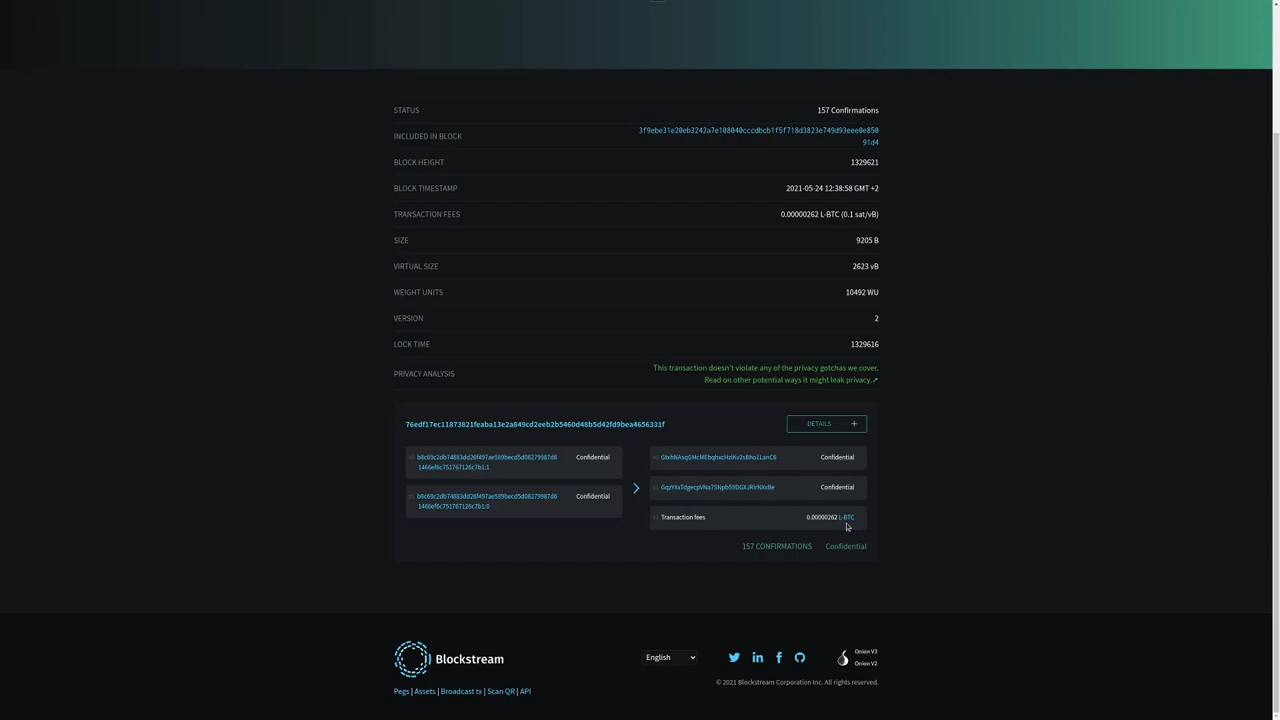 STATUS
157 Confirmations
INCLUDED IN BLOCK
3f9ebe31e20eb3242a7e108040cccdbcb1f5f718d3823e749d93eee0e850
91d4
BLOCK HEIGHT
1329621
BLOCK TIMESTAMP
2021-05-24 12:38:58 GMT +2
TRANSACTION FEES
0.00000262 L-BTC (0.1 sat/vB)
SIZE
9205 B
VIRTUAL SIZE
2623 vB
WEIGHT UNITS
10492 WU
VERSION
2
LOCK TIME
1329616
PRIVACY ANALYSIS
This transaction doesn't violate any of the privacy gotchas we cover.
Read on other potential ways it might leak privacy.↗
76edf17ec11873821feaba13e2a849cd2eeb2b5460d48b5d42fd9bea4656331f
DETAILS +
Confidential
Confidential
Confidential
Confidential
Transaction fees
0.00000262 L-BTC
157 CONFIRMATIONS
Confidential
Blockstream
English
Onion V3
Onion V2
© 2021 Blockstream Corporation Inc. All rights reserved.
Pegs | Assets | Broadcast tx | Scan QR | API